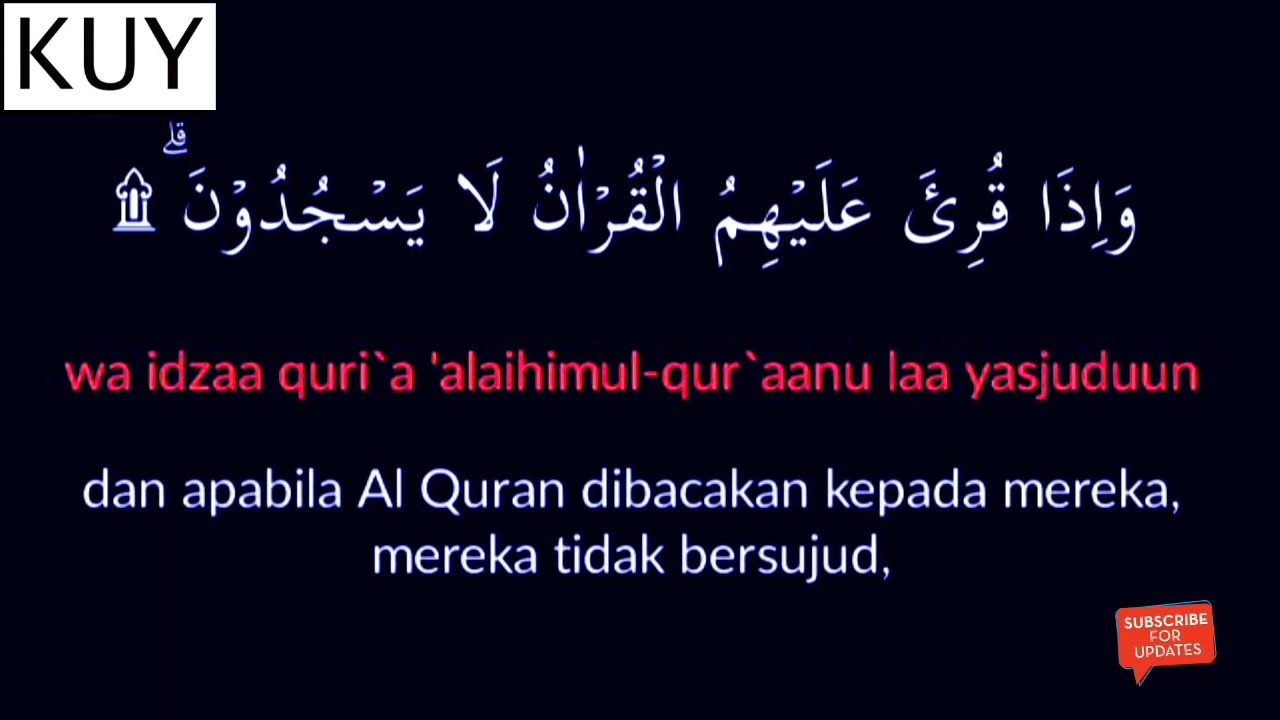 KUY
وَاِذَا قُرِئَ عَلَيْهِمُ الْقُرْاٰنُ لَا يَسْجُدُوْنَ ۗ ۩
wa idzaa quri`a 'alaihimul-qur`aanu laa yasjuduun
dan apabila Al Quran dibacakan kepada mereka,
mereka tidak bersujud,
SUBSCRIBE
FOR
UPDATES